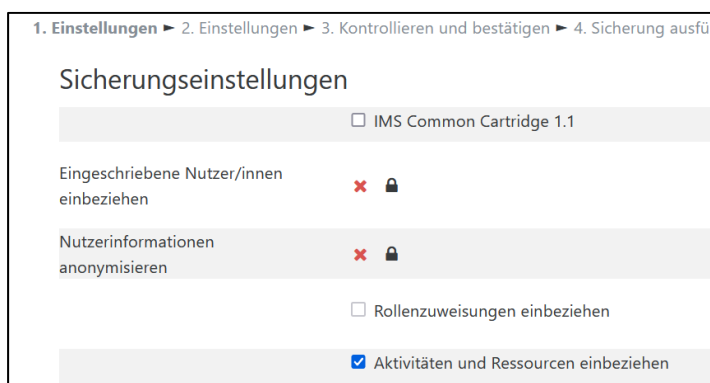 1. Einstellungen ► 2. Einstellungen ► 3. Kontrollieren und bestätigen ► 4. Sicherung
Sicherungseinstellungen
IMS Common Cartridge 1.1
Eingeschriebene Nutzer/innen
einbeziehen
Nutzerinformationen
anonymisieren
Rollenzuweisungen einbeziehen
Aktivitäten und Ressourcen einbeziehen